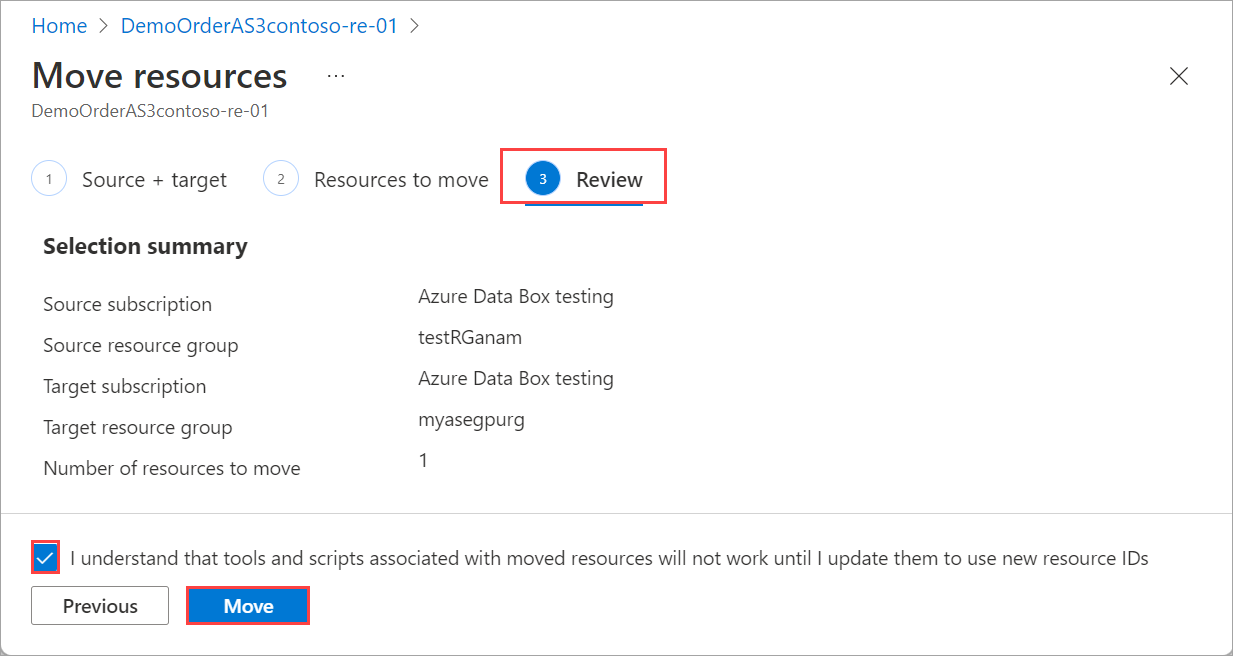 Home > DemoOrderAS3contoso-re-01 >
Move resources ...
DemoOrderAS3contoso-re-01
1 Source + target 2 Resources to move 3 Review
Selection summary
Source subscription Azure Data Box testing
Source resource group testRGanam
Target subscription Azure Data Box testing
Target resource group myasegpurg
Number of resources to move 1
I understand that tools and scripts associated with moved resources will not work until I update them to use new resource IDs
Previous Move